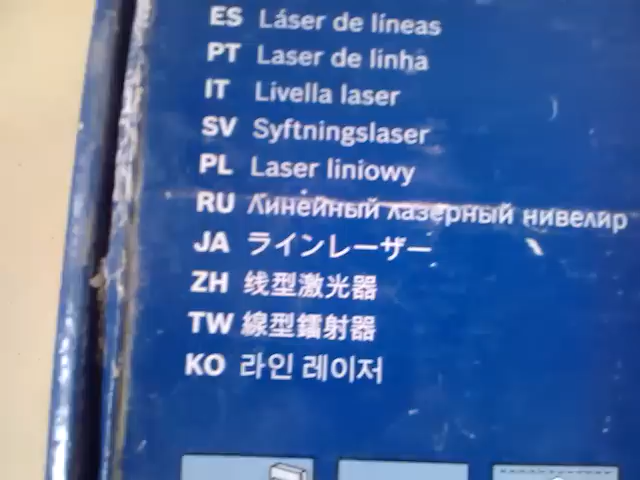 ES Láser de líneas
PT Laser de linha
IT Livella laser
SV Syftningslaser
PL Laser liniowy
RU Линейный лазерный нивелир
JA ラインレーザー
ZH 线型激光器
TW 線型鐳射器
KO 라인 레이저